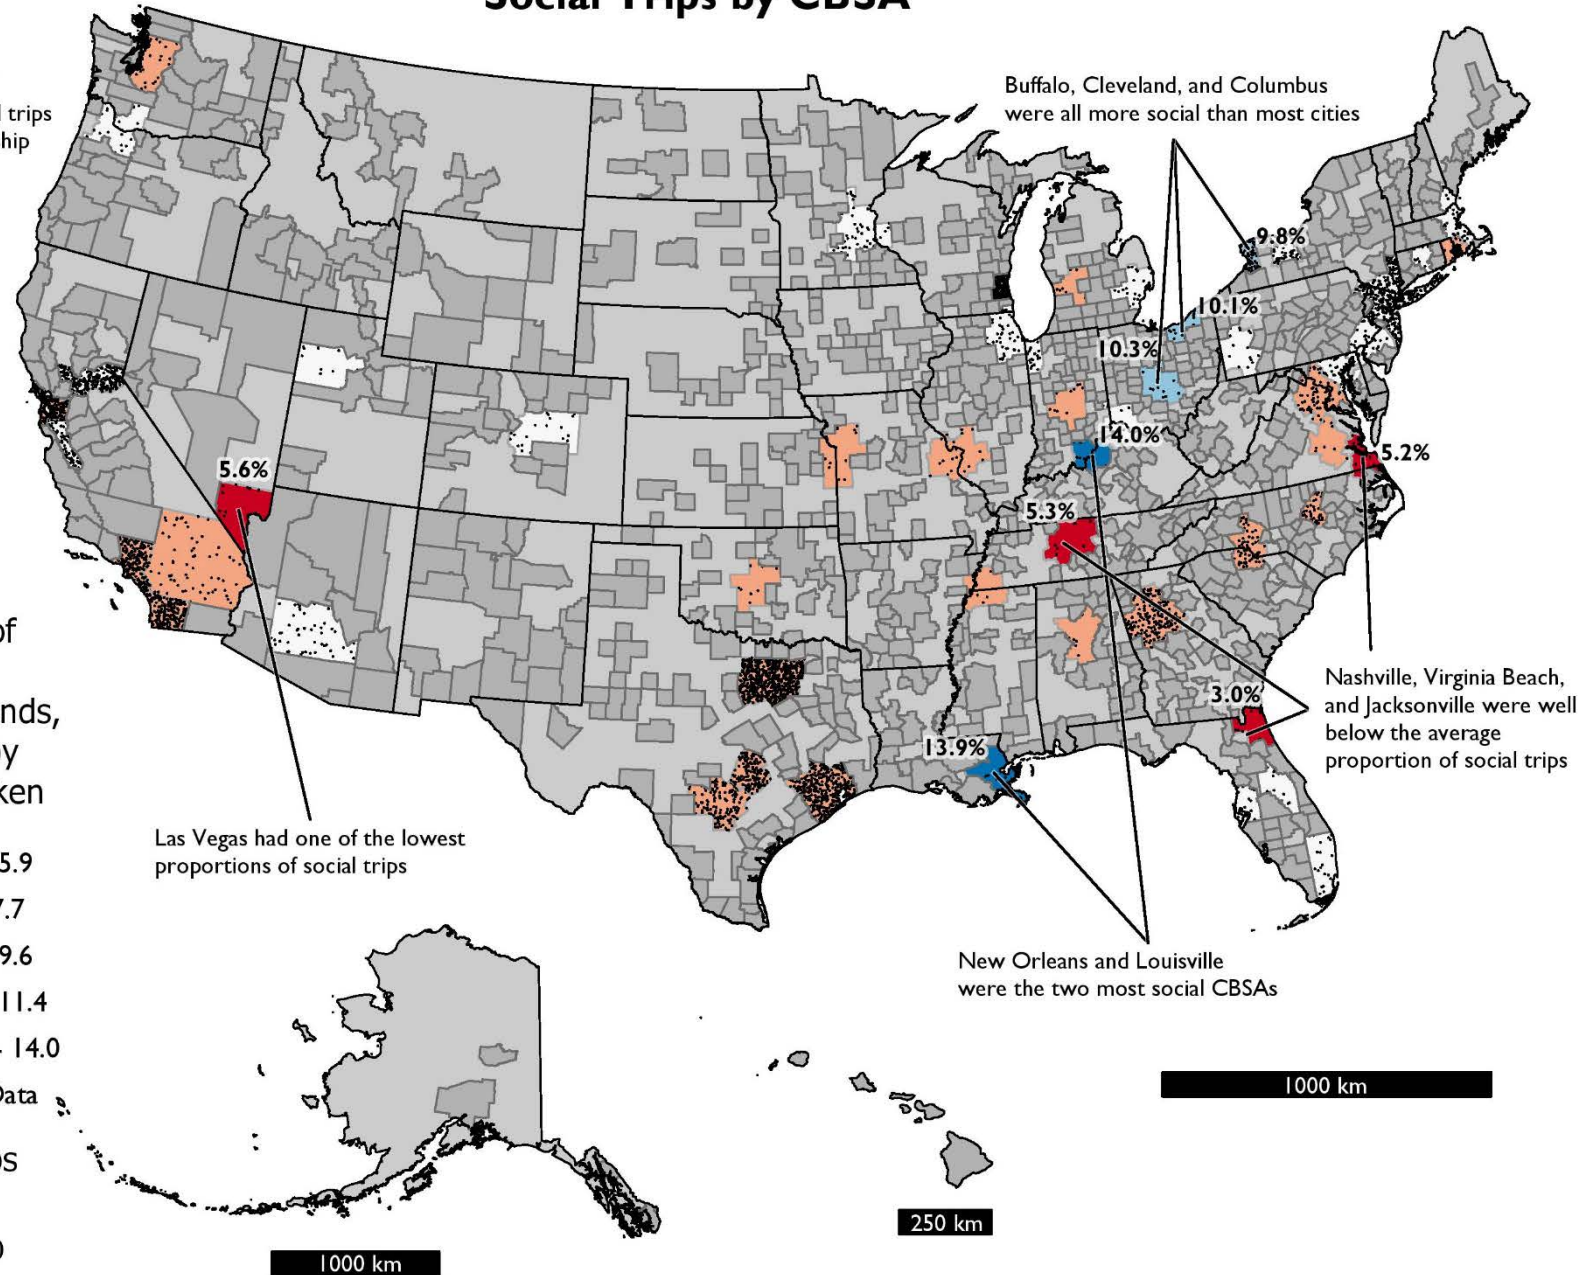 Social Trips by CBSA
trips
Buffalo, Cleveland, and Columbus
were all more social than most cities
9.8%
10.1%
10.3%
14.0%
5.2%
5.6%
5.3%
of
3.0%
Nashville, Virginia Beach,
and Jacksonville were well
below the average
proportion of social trips
13.9%
Las Vegas had one of the lowest
proportions of social trips
5.9
7.7
9.6
11.4
- 14.0
New Orleans and Louisville
were the two most social CBSAs
Data
1000 km
250 km
1000 km